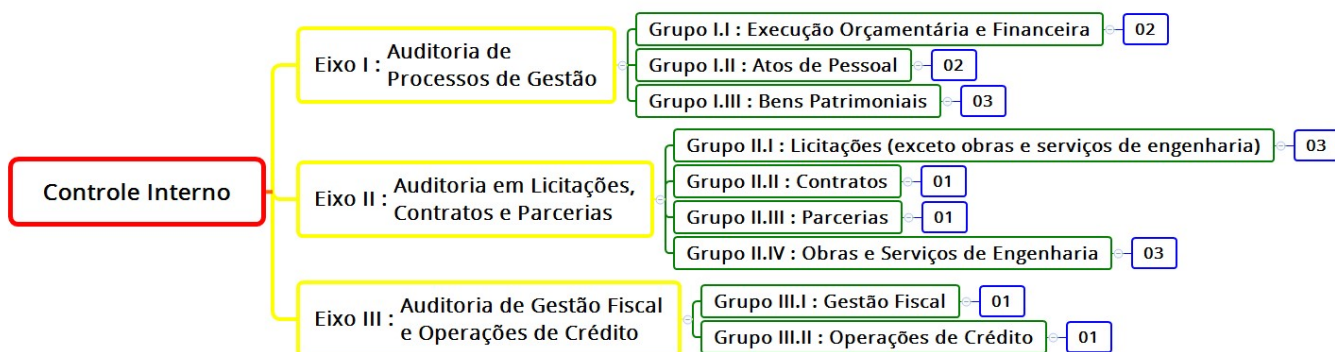 Controle Interno
Eixo I : Auditoria de
Processos de Gestão
Grupo I.I : Execução Orçamentária e Financeira
02
Grupo I.II : Atos de Pessoal
02
Grupo I.III : Bens Patrimoniais
03
Eixo II : Auditoria em Licitações,
Contratos e Parcerias
Grupo II.I : Licitações (exceto obras e serviços de engenharia)
03
Grupo II.II : Contratos
01
Grupo II.III : Parcerias
01
Grupo II.IV : Obras e Serviços de Engenharia
03
Eixo III : Auditoria de Gestão Fiscal
e Operações de Crédito
Grupo III.I : Gestão Fiscal
01
Grupo III.II : Operações de Crédito
01